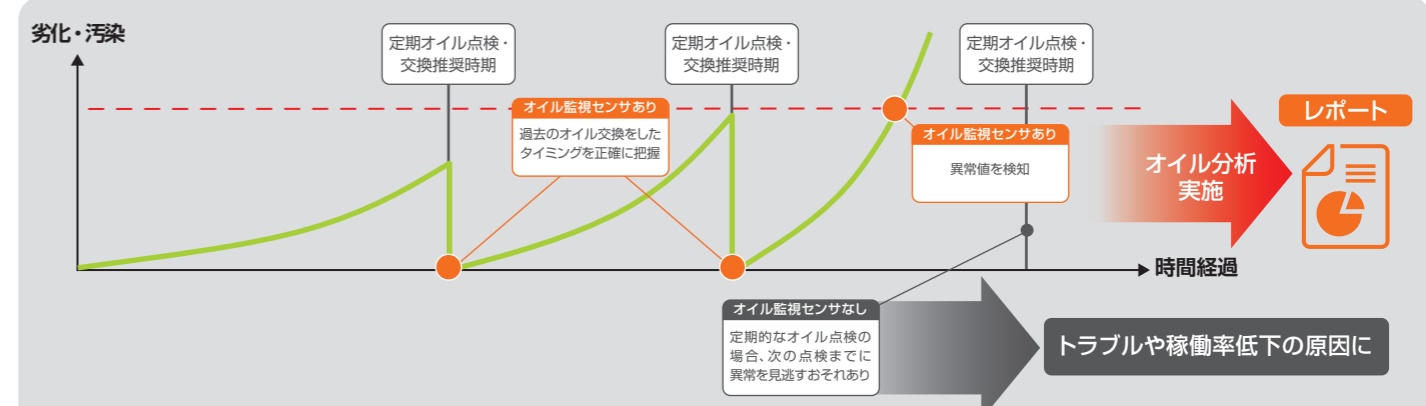 劣化・汚染
定期オイル点検・
交換推奨時期
定期オイル点検・
交換推奨時期
定期オイル点検・
交換推奨時期
オイル監視センサあり
過去のオイル交換をした
タイミングを正確に把握
オイル監視センサあり
異常値を検知
オイル分析
実施
レポート
時間経過
オイル監視センサなし
定期的なオイル点検の
場合、次の点検までに
異常を見逃すおそれあり
トラブルや稼働率低下の原因に